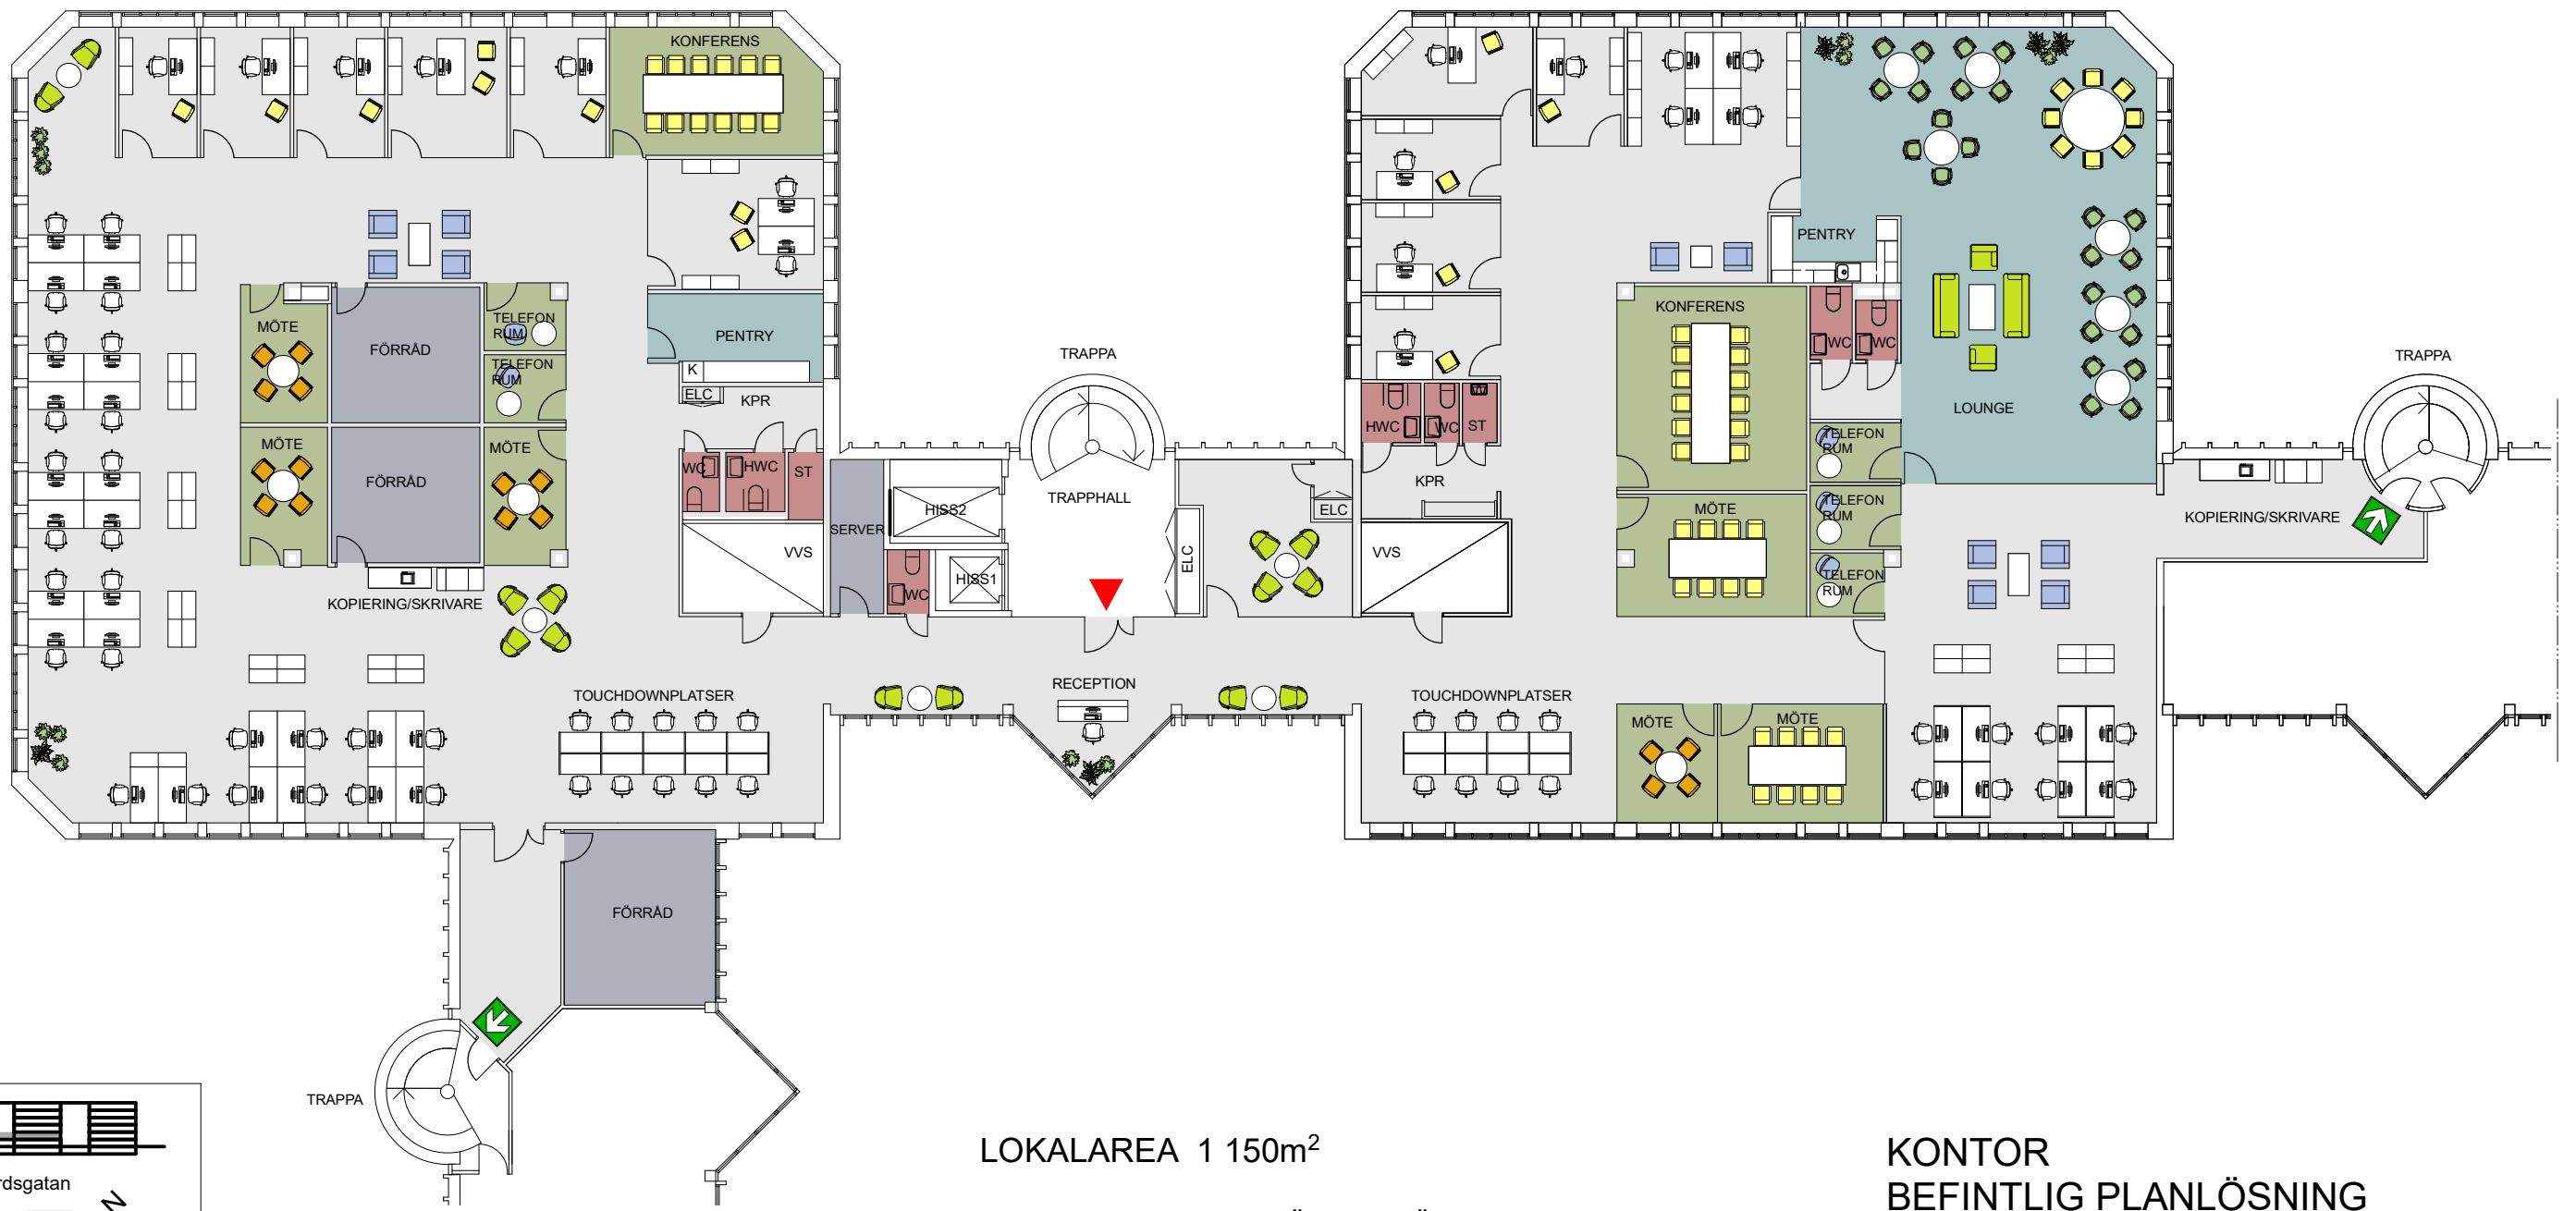 KONFERENS
MÖTE
FÖRRÅD
TELEFON
RUM
TELEFON
RUM
MÖTE
FÖRRÅD
MÖTE
KOPIERING/SKRIVARE
PENTRY
K
ELC
KPR
WC
HWC
ST
VVS
SERVER
HISS2
HISS1
WC
TRAPPA
TRAPPHALL
ELC
ELC
RECEPTION
TOUCHDOWNPLATSER
FÖRRÅD
TRAPPA
HWC
WC
ST
KPR
VVS
KONFERENS
MÖTE
PENTRY
WC
WC
TELEFON
RUM
TELEFON
RUM
TELEFON
RUM
LOUNGE
TRAPPA
KOPIERING/SKRIVARE
TOUCHDOWNPLATSER
MÖTE
MÖTE
rdsgatan
N
LOKALAREA 1 150m²
KONTOR
BEFINTLIG PLANLÖSNING